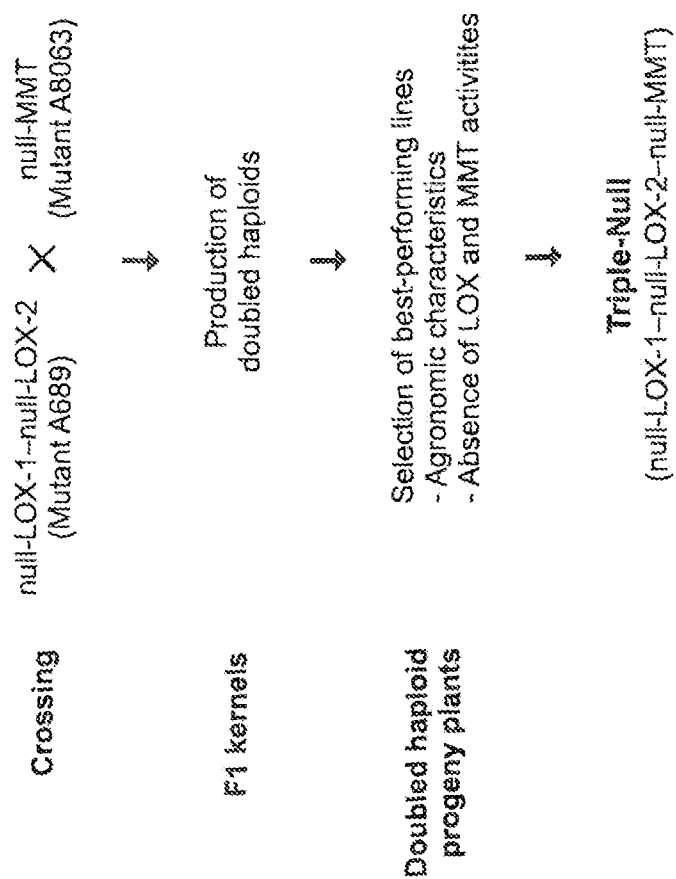 Crossing
null-LOX-1–null-LOX-2 X null-MMT
(Mutant A689) (Mutant A8063)
F1 kernels
Production of
doubled haploids
Doubled haploid
progeny plants
Selection of best-performing lines
- Agronomic characteristics
- Absence of LOX and MMT activitites
Triple-Null
(null-LOX-1–null-LOX-2–null-MMT)